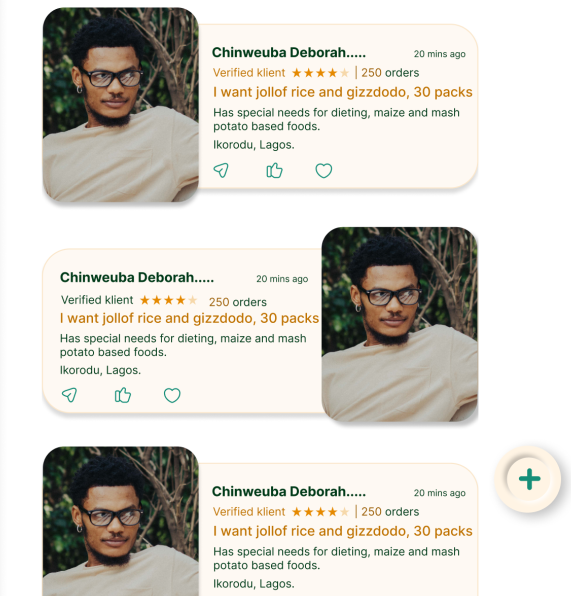 Chinweuba Deborah..... 20 mins ago
Verified klient ★★★★★ | 250 orders
I want jollof rice and gizzdodo, 30 packs
Has special needs for dieting, maize and mash
potato based foods.
Ikorodu, Lagos.
Chinweuba Deborah..... 20 mins ago
Verified klient ★★★★★ 250 orders
I want jollof rice and gizzdodo, 30 packs
Has special needs for dieting, maize and mash
potato based foods.
Ikorodu, Lagos.
Chinweuba Deborah..... 20 mins ago
Verified klient ★★★★★ | 250 orders
I want jollof rice and gizzdodo, 30 packs
Has special needs for dieting, maize and mash
potato based foods.
Ikorodu, Lagos.